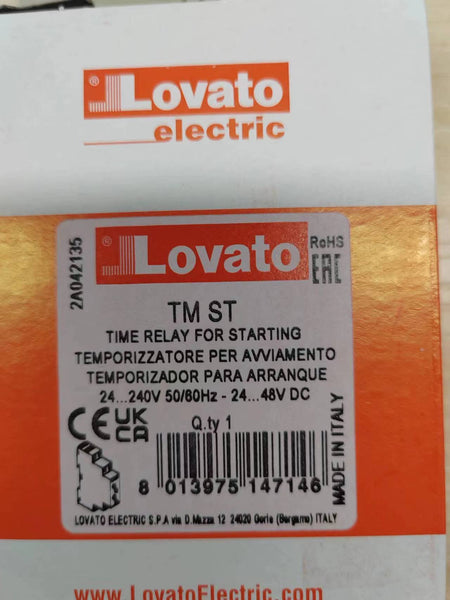 ® Lovato
electric
2A042135
® Lovato
RoHS
EAC
TM ST
TIME RELAY FOR STARTING
TEMPORIZZATORE PER AVVIAMENTO
TEMPORIZADOR PARA ARRANQUE
24...240V 50/60Hz - 24...48V DC
CE UK CA
Q.ty 1
8 013975 147146
MADE IN ITALY
LOVATO ELECTRIC S.P.A via D.Mazza 12 24020 Gorle (Bergamo) ITALY
www.LovatoElectric.com